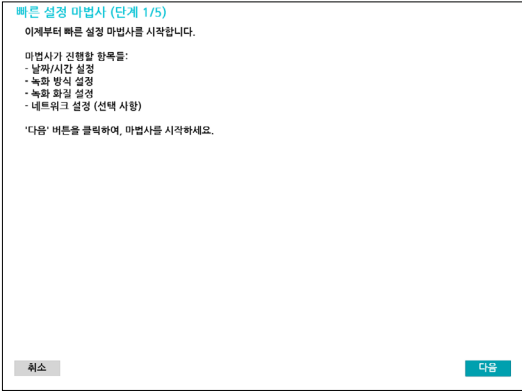 빠른 설정 마법사 (단계 1/5)
이제부터 빠른 설정 마법사를 시작합니다.
마법사가 진행할 항목들:
- 날짜/시간 설정
- 녹화 방식 설정
- 녹화 화질 설정
- 네트워크 설정 (선택 사항)
'다음' 버튼을 클릭하여, 마법사를 시작하세요.
취소
다음